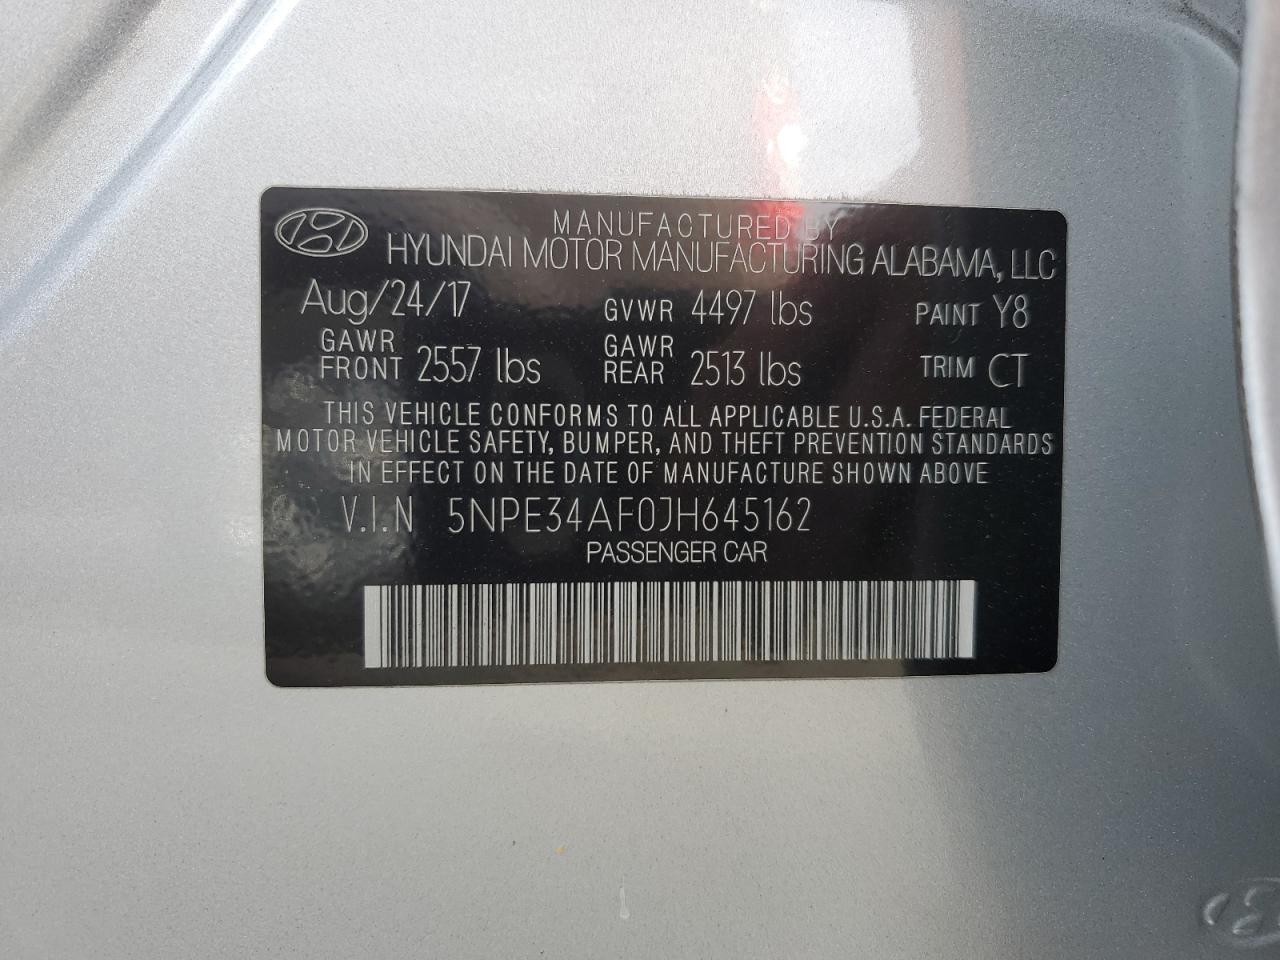 MANUFACTURED BY
HYUNDAI MOTOR MANUFACTURING ALABAMA, LLC
Aug/24/17 GVWR 4497 lbs PAINT Y8
GAWR FRONT 2557 lbs GAWR REAR 2513 lbs TRIM CT
THIS VEHICLE CONFORMS TO ALL APPLICABLE U.S.A. FEDERAL
MOTOR VEHICLE SAFETY, BUMPER, AND THEFT PREVENTION STANDARDS
IN EFFECT ON THE DATE OF MANUFACTURE SHOWN ABOVE
V.I.N 5NPE34AF0JH645162
PASSENGER CAR